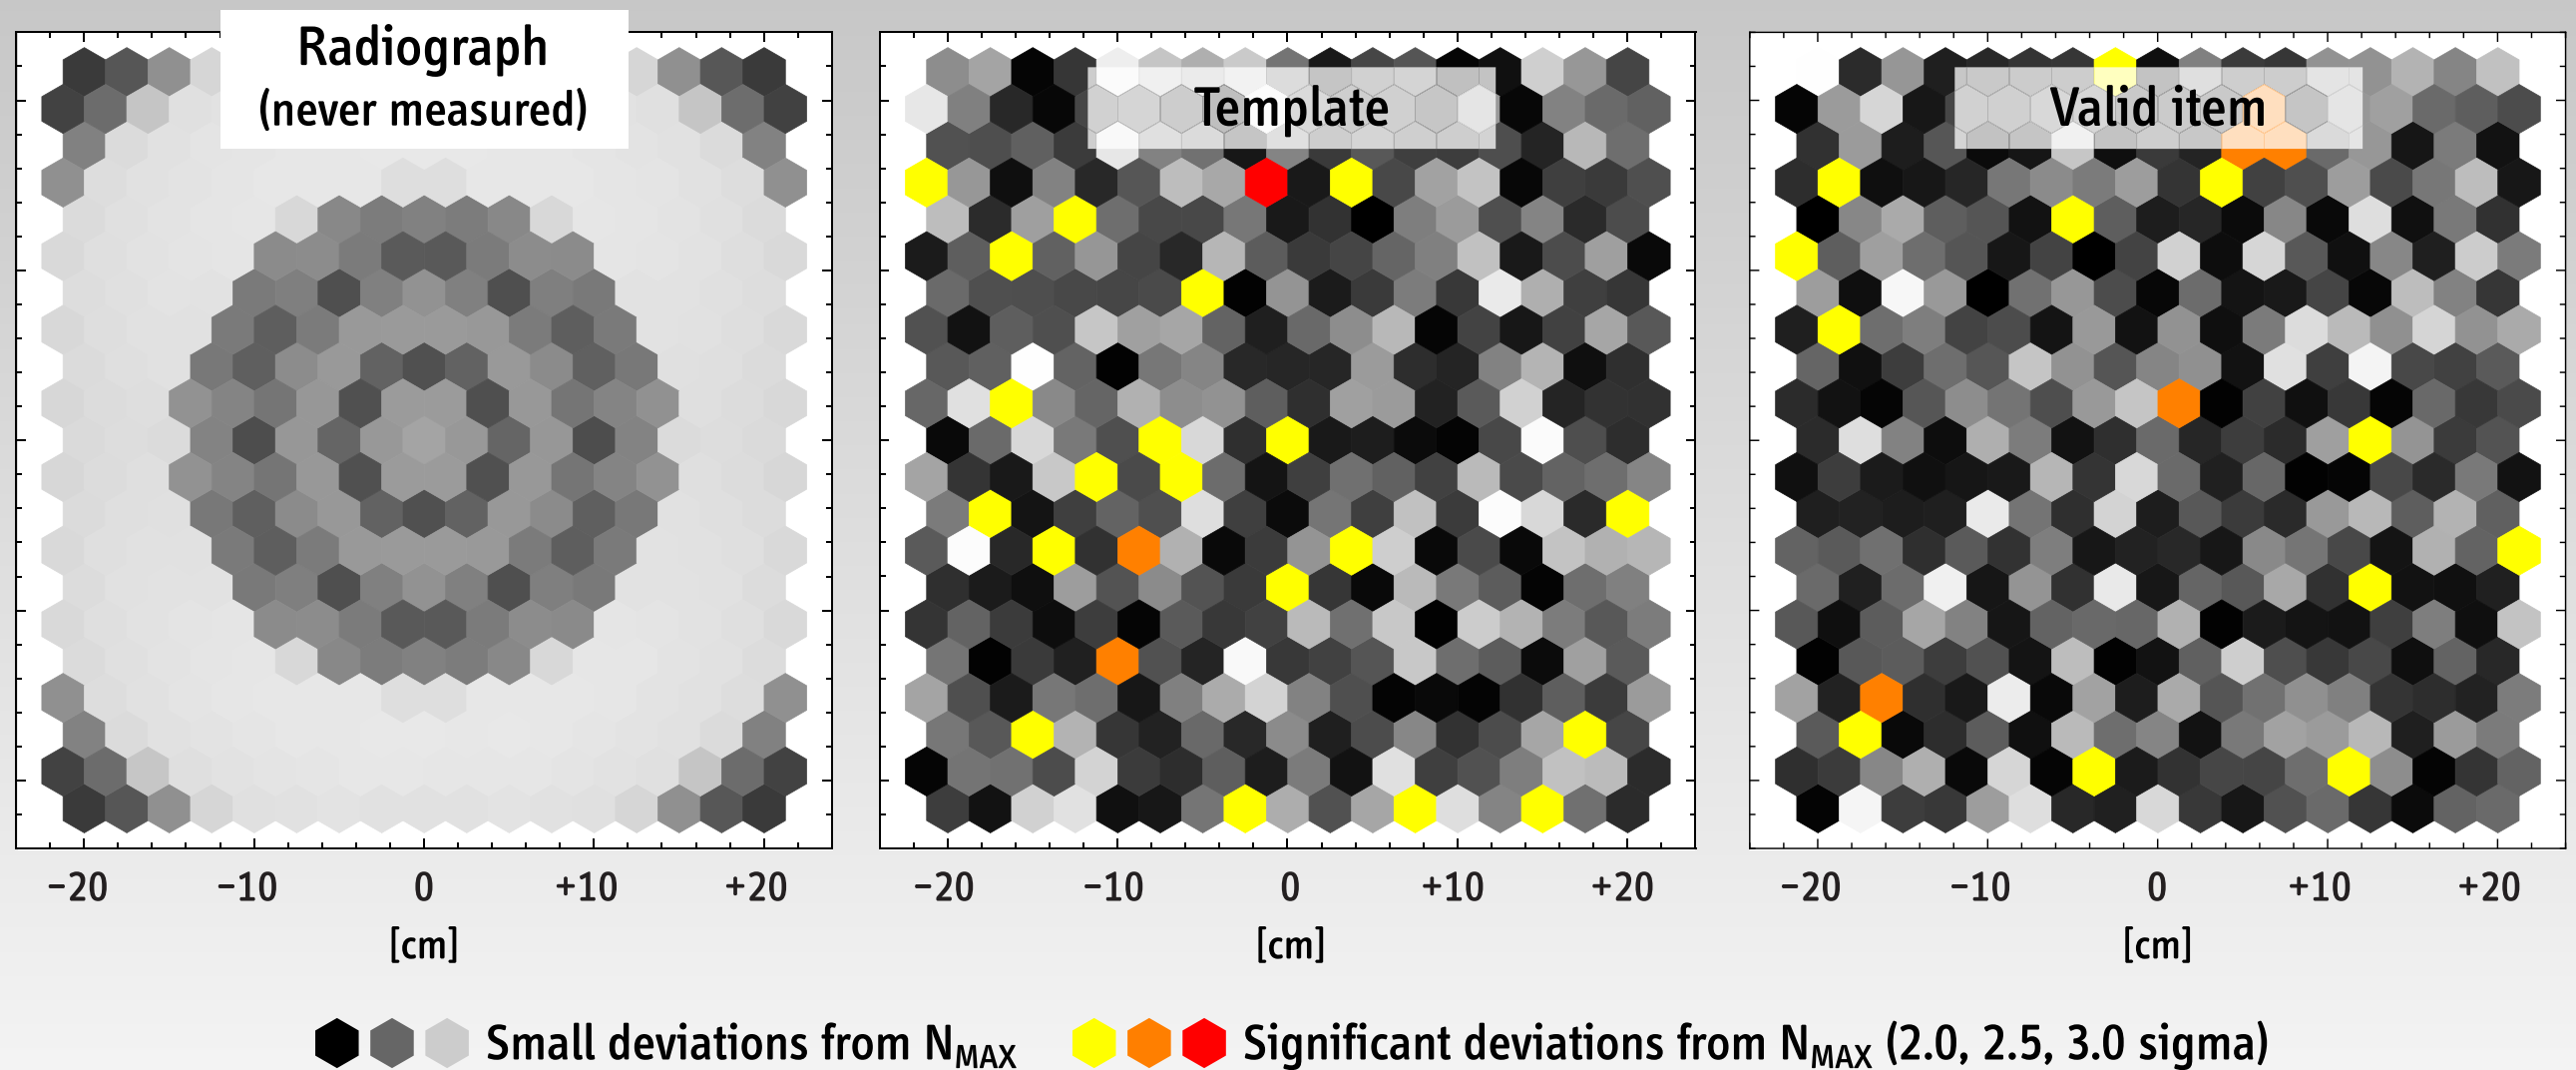 Radiograph
(never measured)
Template
Valid item
−20 −10 0 +10 +20
−20 −10 0 +10 +20
−20 −10 0 +10 +20
[cm]
[cm]
[cm]
Small deviations from NMAX
Significant deviations from NMAX (2.0, 2.5, 3.0 sigma)